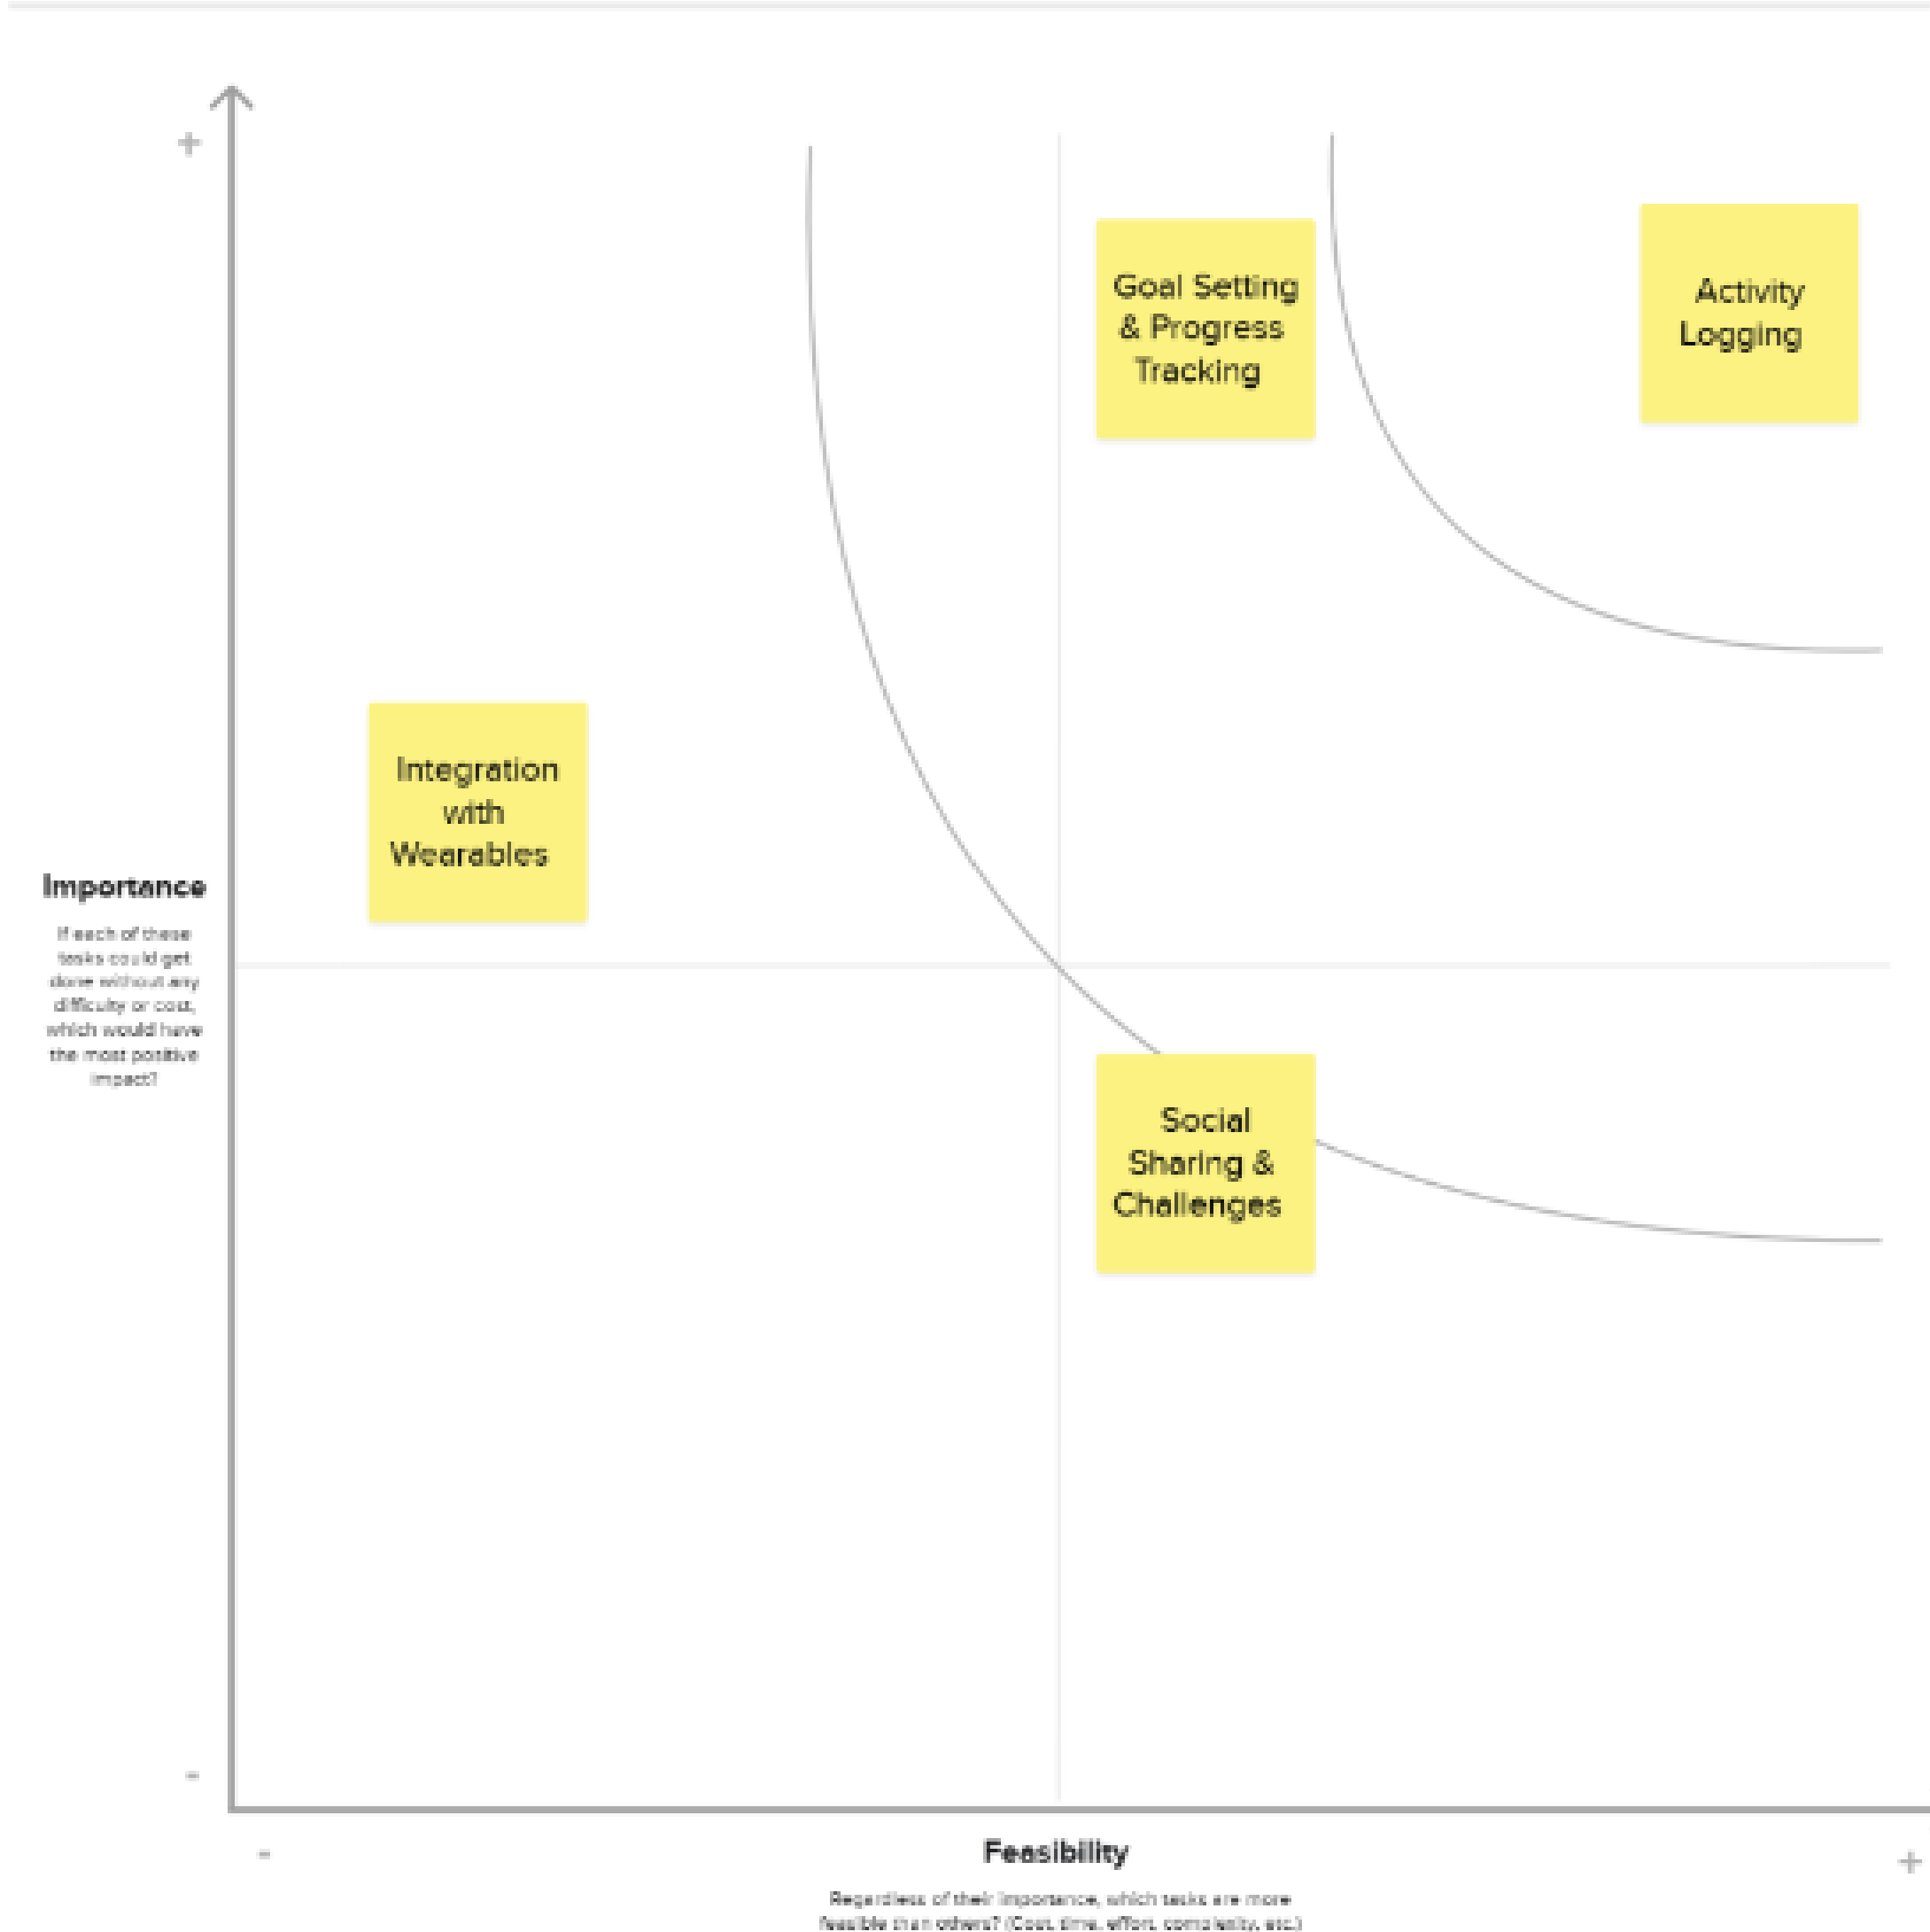 +
Goal Setting
& Progress
Tracking
Activity
Logging
Integration
with
Wearables
Importance
If each of these
tasks could get
done without any
difficulty or cost,
which would have
the most positive
impact?
Social
Sharing &
Challenges
-
-
Feasibility
+
Regardless of their importance, which tasks are more
feasible than others? (Cost, time, effort, complexity, etc.)